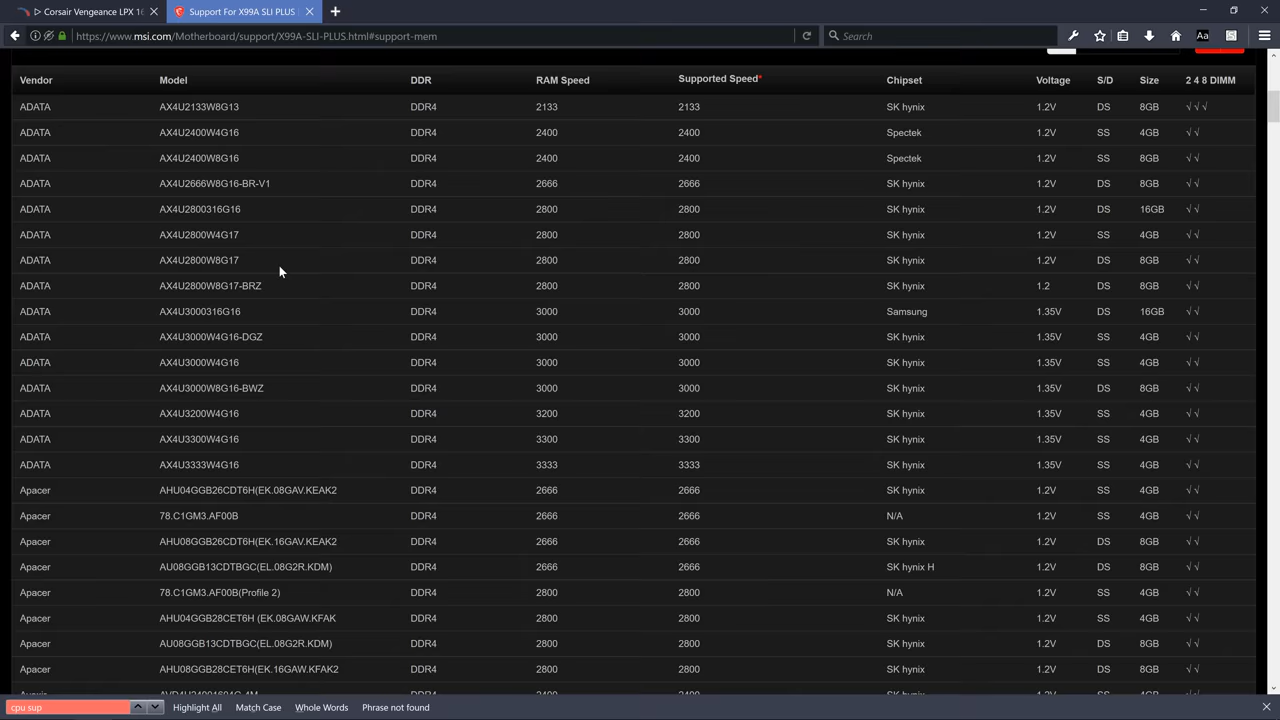 Corsair Vengeance LPX 16
Support For X99A SLI PLUS
https://www.msi.com/Motherboard/support/X99A-SLI-PLUS.html#support-mem
Search
Aa
Vendor Model DDR RAM Speed Supported Speed* Chipset Voltage S/D Size 2 4 8 DIMM
ADATA AX4U2133W8G13 DDR4 2133 2133 SK hynix 1.2V DS 8GB √ √ √
ADATA AX4U2400W4G16 DDR4 2400 2400 Spectek 1.2V SS 4GB √ √
ADATA AX4U2400W8G16 DDR4 2400 2400 Spectek 1.2V SS 8GB √ √
ADATA AX4U2666W8G16-BR-V1 DDR4 2666 2666 SK hynix 1.2V DS 8GB √ √
ADATA AX4U2800316G16 DDR4 2800 2800 SK hynix 1.2V DS 16GB √ √
ADATA AX4U2800W4G17 DDR4 2800 2800 SK hynix 1.2V SS 4GB √ √
ADATA AX4U2800W8G17 DDR4 2800 2800 SK hynix 1.2V DS 8GB √ √
ADATA AX4U2800W8G17-BRZ DDR4 2800 2800 SK hynix 1.2 DS 8GB √ √
ADATA AX4U3000316G16 DDR4 3000 3000 Samsung 1.35V DS 16GB √ √
ADATA AX4U3000W4G16-DGZ DDR4 3000 3000 SK hynix 1.35V SS 4GB √ √
ADATA AX4U3000W4G16 DDR4 3000 3000 SK hynix 1.35V SS 4GB √ √
ADATA AX4U3000W8G16-BWZ DDR4 3000 3000 SK hynix 1.35V DS 8GB √ √
ADATA AX4U3200W4G16 DDR4 3200 3200 SK hynix 1.35V SS 4GB √ √
ADATA AX4U3300W4G16 DDR4 3300 3300 SK hynix 1.35V SS 4GB √ √
ADATA AX4U3333W4G16 DDR4 3333 3333 SK hynix 1.35V SS 4GB √ √
Apacer AHU04GGB26CDT6H(EK.08GAV.KEAK2 DDR4 2666 2666 SK hynix 1.2V SS 4GB √ √
Apacer 78.C1GM3.AF00B DDR4 2666 2666 N/A 1.2V SS 4GB √ √
Apacer AHU08GGB26CDT6H(EK.16GAV.KEAK2 DDR4 2666 2666 SK hynix 1.2V DS 8GB √ √
Apacer AU08GGB13CDTBGC(EL.08G2R.KDM) DDR4 2666 2666 SK hynix H 1.2V DS 8GB √ √
Apacer 78.C1GM3.AF00B(Profile 2) DDR4 2800 2800 N/A 1.2V SS 4GB √ √
Apacer AHU04GGB28CET6H (EK.08GAW.KFAK DDR4 2800 2800 SK hynix 1.2V SS 4GB √ √
Apacer AU08GGB13CDTBGC(EL.08G2R.KDM) DDR4 2800 2800 SK hynix 1.2V DS 8GB √ √
Apacer AHU08GGB28CET6H(EK.16GAW.KFAK2 DDR4 2800 2800 SK hynix 1.2V DS 8GB √ √
cpu sup Highlight All Match Case Whole Words Phrase not found